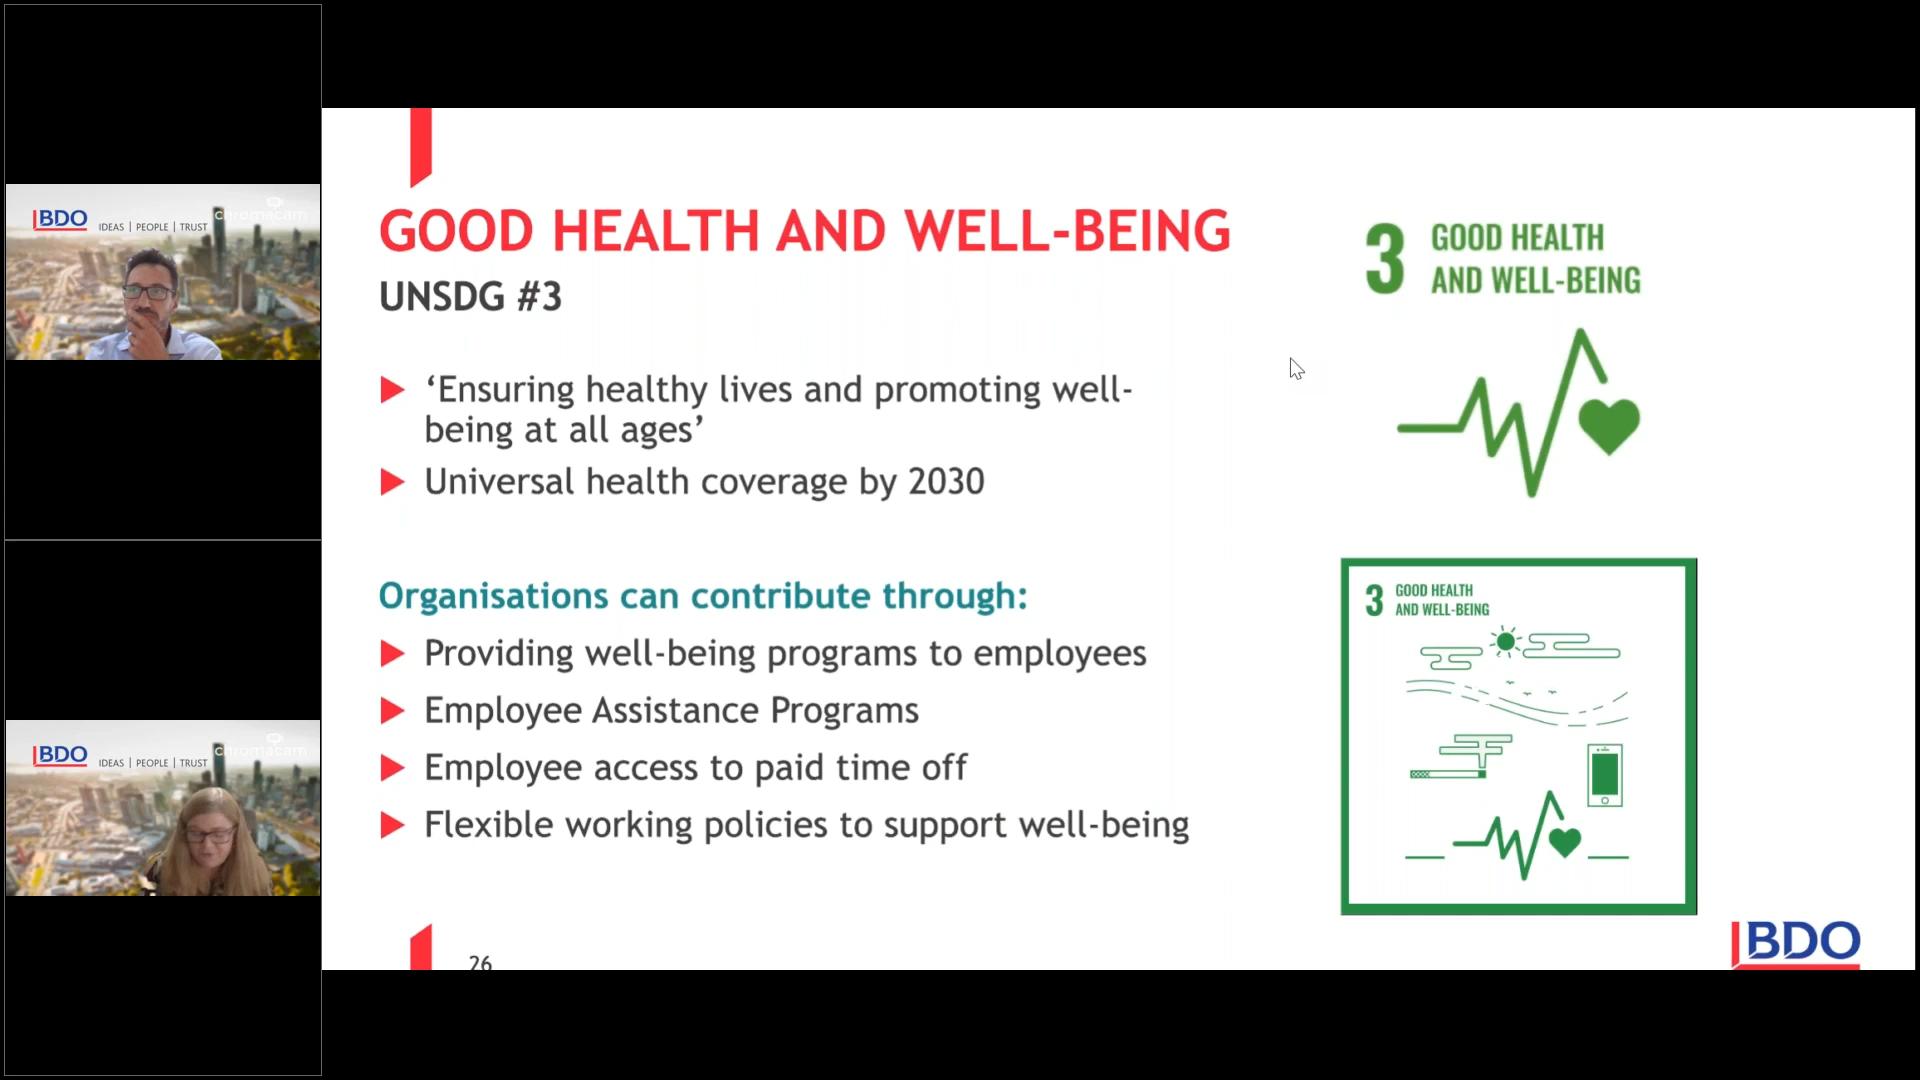 BDO
IDEAS | PEOPLE | TRUST
chromacam
BDO
IDEAS | PEOPLE | TRUST
chromacam
GOOD HEALTH AND WELL-BEING
UNSDG #3
‘Ensuring healthy lives and promoting well-
being at all ages’
Universal health coverage by 2030
Organisations can contribute through:
Providing well-being programs to employees
Employee Assistance Programs
Employee access to paid time off
Flexible working policies to support well-being
26
3 GOOD HEALTH
AND WELL-BEING
3 GOOD HEALTH
AND WELL-BEING
BDO